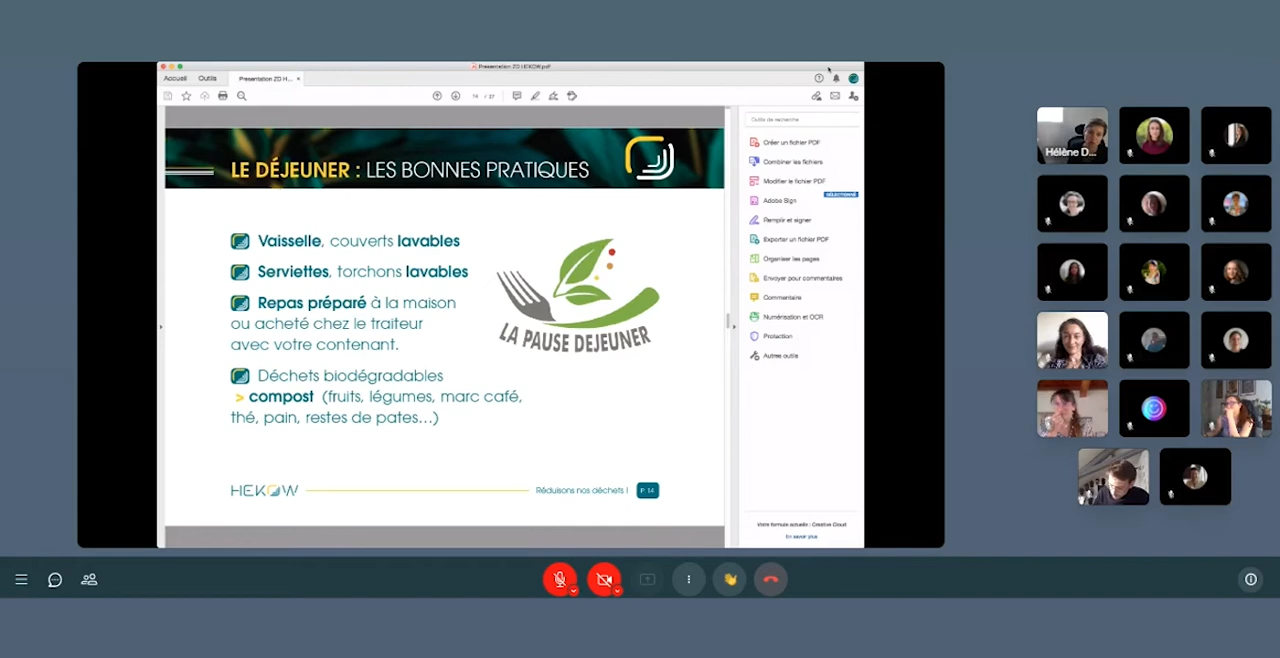 Presentation ZD HEKOW.pdf
Accueil
Outils
Presentation ZD H...
14 / 27
Outils de recherche
LE DÉJEUNER : LES BONNES PRATIQUES
Vaisselle, couverts lavables
Serviettes, torchons lavables
Repas préparé à la maison
ou acheté chez le traiteur
avec votre contenant.
Déchets biodégradables
> compost (fruits, légumes, marc café,
thé, pain, restes de pates...)
LA PAUSE DEJEUNER
HEKOW
Réduisons nos déchets !
P. 14
Créer un fichier PDF
Combiner les fichiers
Modifier le fichier PDF
Adobe Sign
Remplir et signer
Exporter un fichier PDF
Organiser les pages
Envoyer pour commentaires
Commentaire
Numérisation et OCR
Protection
Autres outils
Votre formule actuelle : Creative Cloud
En savoir plus
Hélène D...